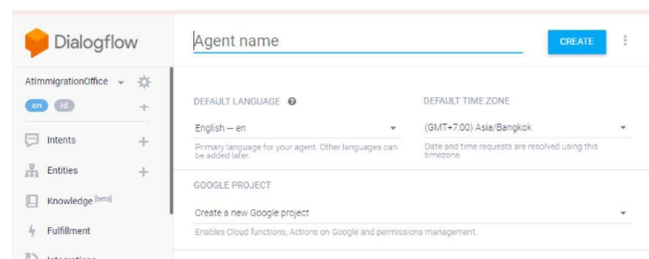 Dialogflow
Agent name
CREATE
AtImmigrationOffice
en id
DEFAULT LANGUAGE
DEFAULT TIME ZONE
English – en
(GMT+7:00) Asia/Bangkok
Primary language for your agent. Other languages can
be added later.
Date and time requests are resolved using this
timezone.
Intents
Entities
Knowledge [beta]
Fulfillment
Integrations
GOOGLE PROJECT
Create a new Google project
Enables Cloud functions, Actions on Google and permissions management.